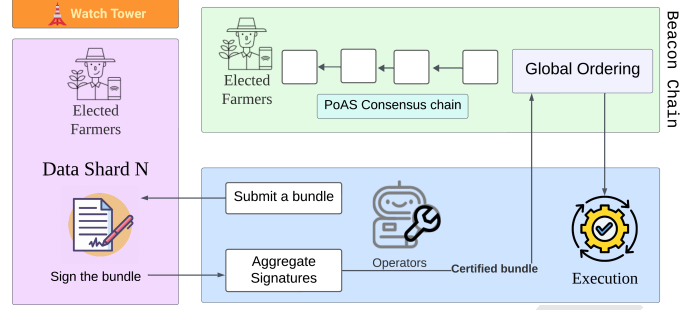 Watch Tower
Elected
Farmers
Data Shard N
Sign the bundle
Elected
Farmers
PoAS Consensus chain
Global Ordering
Beacon Chain
Submit a bundle
Aggregate
Signatures
Operators
Certified bundle
Execution